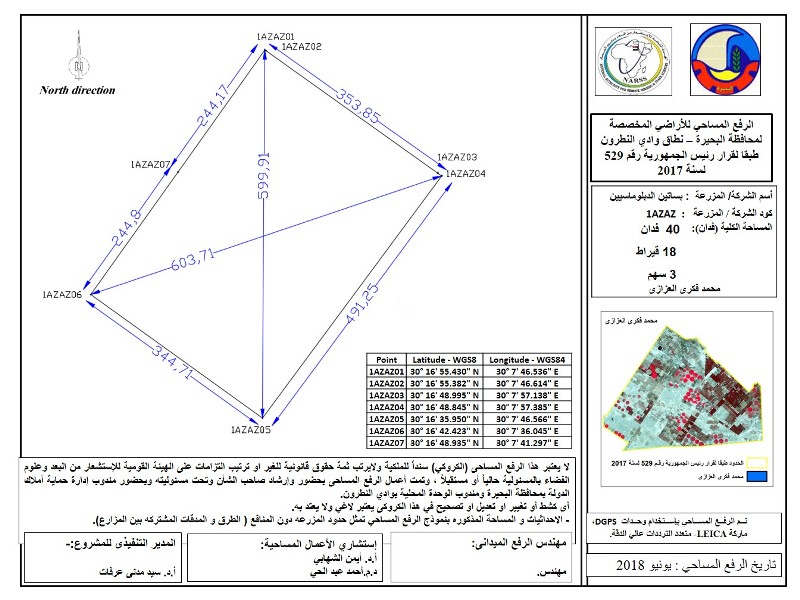 1AZAZ01
1AZAZ02
North direction
244,17
353,85
1AZAZ03
1AZAZ04
1AZAZ07
599,91
244,8
603,71
1AZAZ06
491,25
344,71
1AZAZ05
Point Latitude - WGS8 Longitude - WGS84
1AZAZ01 30° 16' 55.430" N 30° 7' 46.536" E
1AZAZ02 30° 16' 55.382" N 30° 7' 46.614" E
1AZAZ03 30° 16' 48.995" N 30° 7' 57.138" E
1AZAZ04 30° 16' 48.845" N 30° 7' 57.385" E
1AZAZ05 30° 16' 35.950" N 30° 7' 46.566" E
1AZAZ06 30° 16' 42.423" N 30° 7' 36.045" E
1AZAZ07 30° 16' 48.935" N 30° 7' 41.297" E
NARSS
البحيرة
الرفع المساحي للأراضي المخصصة
لمحافظة البحيرة – نطاق وادي النطرون
طبقا لقرار رئيس الجمهورية رقم 529
لسنة 2017
أسم الشركة/ المزرعة : بساتين الدبلوماسيين
كود الشركة / المزرعة : 1AZAZ
المساحة الكلية (فدان): 40 فدان
18 قيراط
3 سهم
محمد فكرى العزازى
محمد فكرى العزازى
الحدود طبقا لقرار رئيس الجمهورية رقم 529 لسنة 2017
محمد فكرى العزازى
تم الرفع المساحى بإستخدام وحدات DGPS،
ماركة LEICA، متعدد الترددات عالي الدقة.
تاريخ الرفع المساحي : يونيو 2018
لا يعتبر هذا الرفع المساحى (الكروكي) سنداً للملكية ولايرتب ثمة حقوق قانونية للغير او ترتيب التزامات على الهيئة القومية للإستشعار من البعد وعلوم
الفضاء بالمسئولية حالياً أو مستقبلاً ، وتمت أعمال الرفع المساحى بحضور وإرشاد صاحب الشأن وتحت مسئوليته وبحضور مندوب إدارة حماية أملاك
الدولة بمحافظة البحيرة ومندوب الوحدة المحلية بوادي النطرون.
أى كشط أو تغيير او تعديل او تصحيح في هذا الكروكى يعتبر لاغي ولا يعتد به.
- الاحداثيات و المساحة المذكوره بنموذج الرفع المساحي تمثل حدود المزرعه دون المنافع ( الطرق و المدقات المشتركه بين المزارع).
مهندس الرفع الميدانى:
مهندس.
إستشاري الأعمال المساحية:
أ.د. أيمن الشهابي
د.م.أحمد عبد الحي
المدير التنفيذى للمشروع:-
أ.د. سيد مدنى عرفات